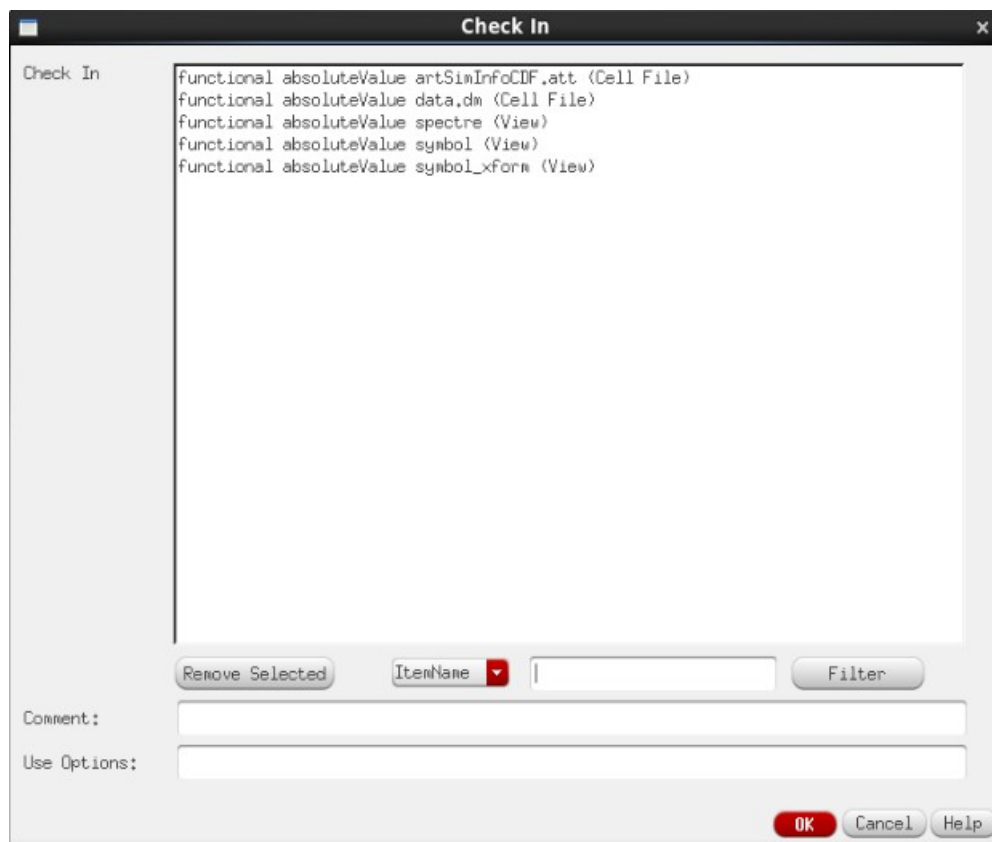 Check In
Check In
functional absoluteValue artSimInfoCDF.att (Cell File)
functional absoluteValue data.dm (Cell File)
functional absoluteValue spectre (View)
functional absoluteValue symbol (View)
functional absoluteValue symbol_xform (View)
Remove Selected ItemName Filter
Comment:
Use Options:
OK Cancel Help